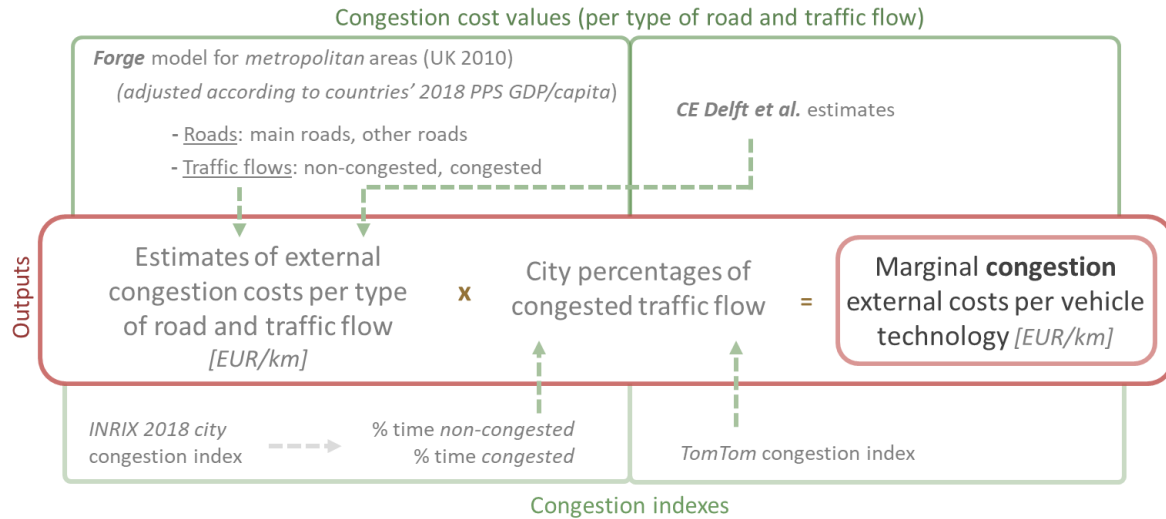 Congestion cost values (per type of road and traffic flow)
Forge model for metropolitan areas (UK 2010)
(adjusted according to countries' 2018 PPS GDP/capita)
- Roads: main roads, other roads
- Traffic flows: non-congested, congested
CE Delft et al. estimates
Outputs
Estimates of external
congestion costs per type
of road and traffic flow
[EUR/km]
x
City percentages of
congested traffic flow
=
Marginal congestion
external costs per vehicle
technology [EUR/km]
INRIX 2018 city
congestion index
% time non-congested
% time congested
TomTom congestion index
Congestion indexes